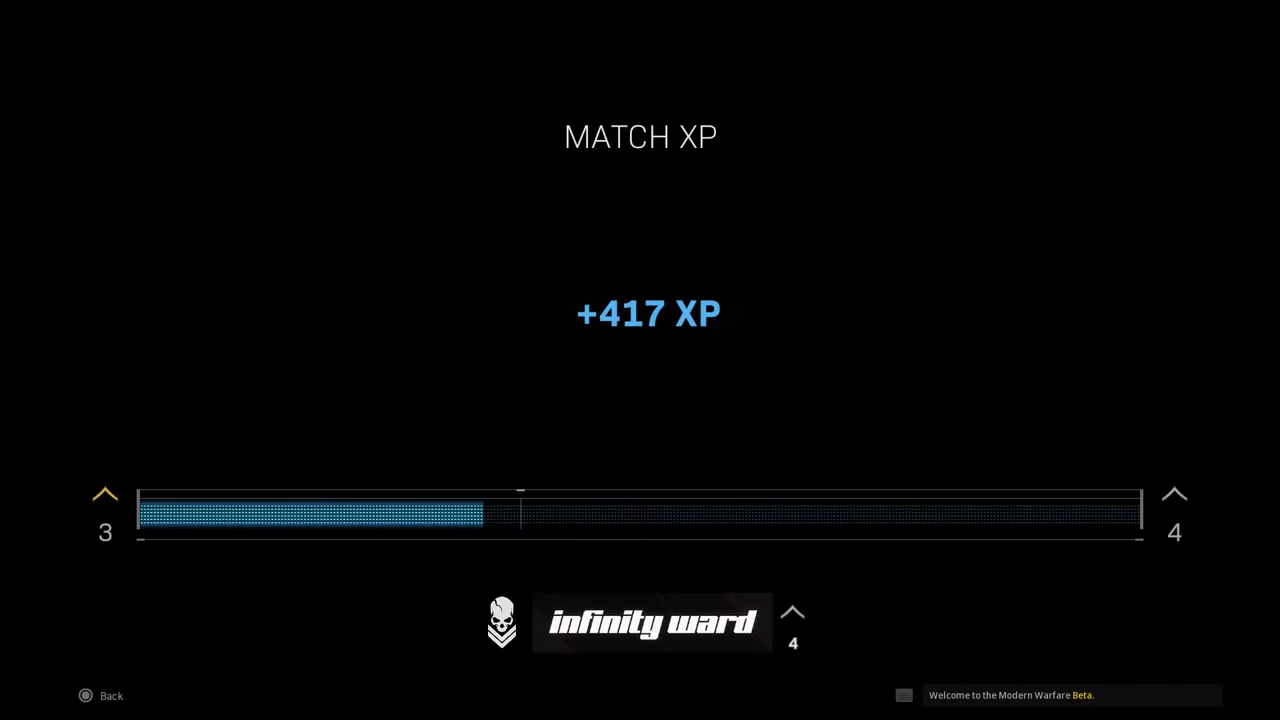 MATCH XP
+417 XP
3
4
infinity ward
4
Back
Welcome to the Modern Warfare Beta.